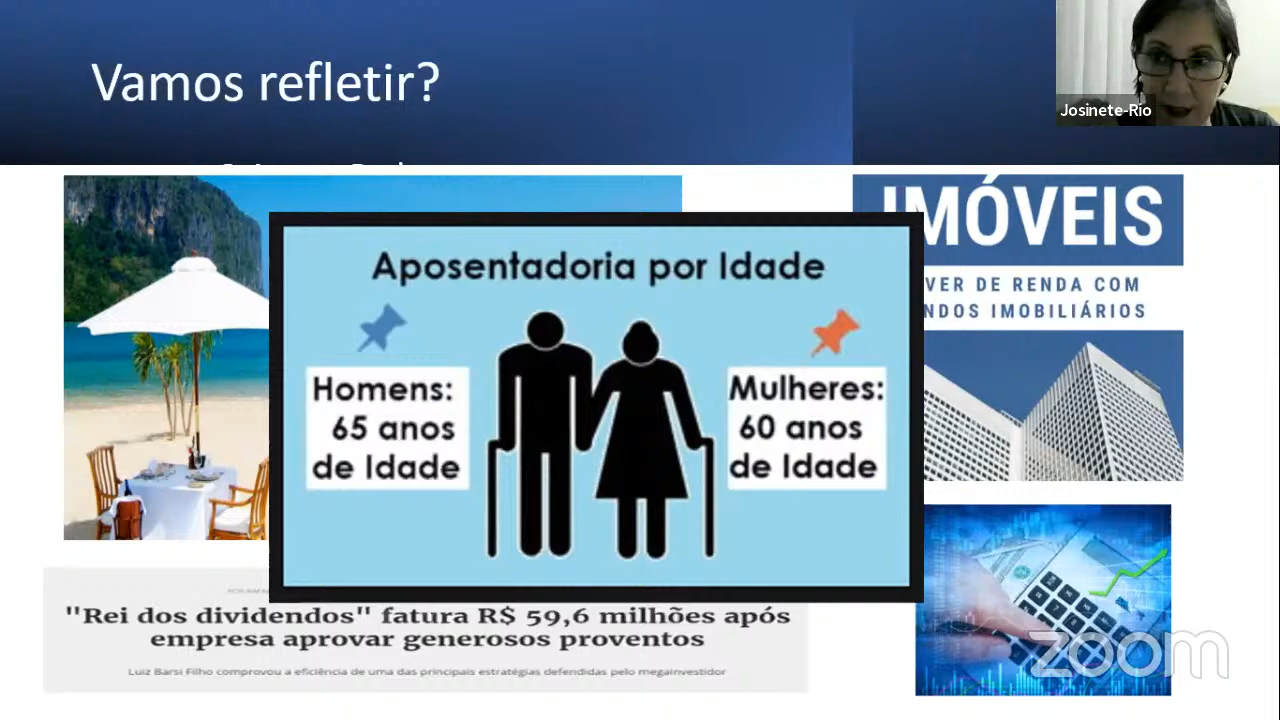 Vamos refletir?
Josinete-Rio
IMÓVEIS
VER DE RENDA COM
NDOS IMOBILIÁRIOS
Aposentadoria por Idade
Homens:
65 anos
de Idade
Mulheres:
60 anos
de Idade
"Rei dos dividendos" fatura R$ 59,6 milhões após
empresa aprovar generosos proventos
Luiz Barsi Filho comprovou a eficiência de uma das principais estratégias defendidas pelo megainvestidor
zoom